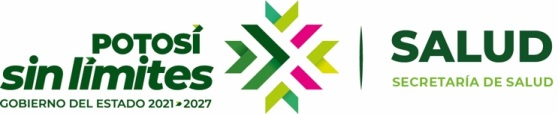 POTOSÍ
sin límites
GOBIERNO DEL ESTADO 2021-2027
SALUD
SECRETARÍA DE SALUD